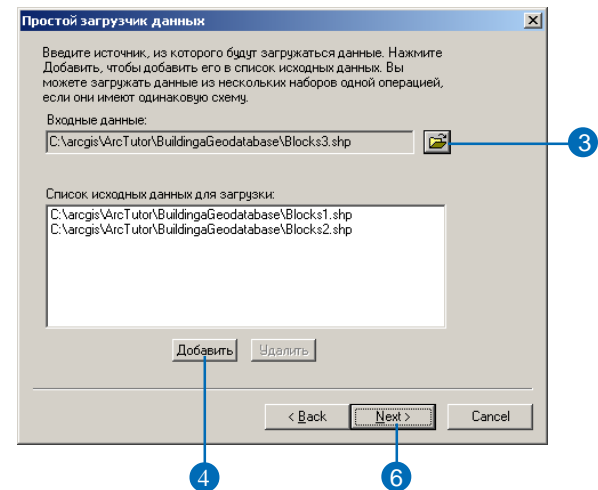 Простой загрузчик данных
Введите источник, из которого будут загружаться данные. Нажмите
Добавить, чтобы добавить его в список исходных данных. Вы
можете загружать данные из нескольких наборов одной операцией,
если они имеют одинаковую схему.
Входные данные:
C:\arcgis\ArcTutor\BuildingaGeodatabase\Blocks3.shp
3
Список исходных данных для загрузки:
C:\arcgis\ArcTutor\BuildingaGeodatabase\Blocks1.shp
C:\arcgis\ArcTutor\BuildingaGeodatabase\Blocks2.shp
Добавить Удалить
< Back Next > Cancel
4 6